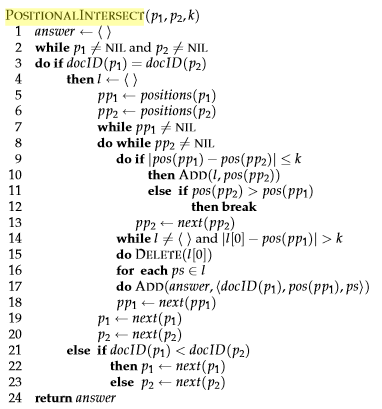 POSITIONALINTERSECT(p1, p2, k)
1 answer ← ⟨ ⟩
2 while p1 ≠ NIL and p2 ≠ NIL
3 do if docID(p1) = docID(p2)
4 then l ← ⟨ ⟩
5 pp1 ← positions(p1)
6 pp2 ← positions(p2)
7 while pp1 ≠ NIL
8 do while pp2 ≠ NIL
9 do if |pos(pp1) − pos(pp2)| ≤ k
10 then ADD(l, pos(pp2))
11 else if pos(pp2) > pos(pp1)
12 then break
13 pp2 ← next(pp2)
14 while l ≠ ⟨ ⟩ and |l[0] − pos(pp1)| > k
15 do DELETE(l[0])
16 for each ps ∈ l
17 do ADD(answer, ⟨docID(p1), pos(pp1), ps⟩)
18 pp1 ← next(pp1)
19 p1 ← next(p1)
20 p2 ← next(p2)
21 else if docID(p1) < docID(p2)
22 then p1 ← next(p1)
23 else p2 ← next(p2)
24 return answer